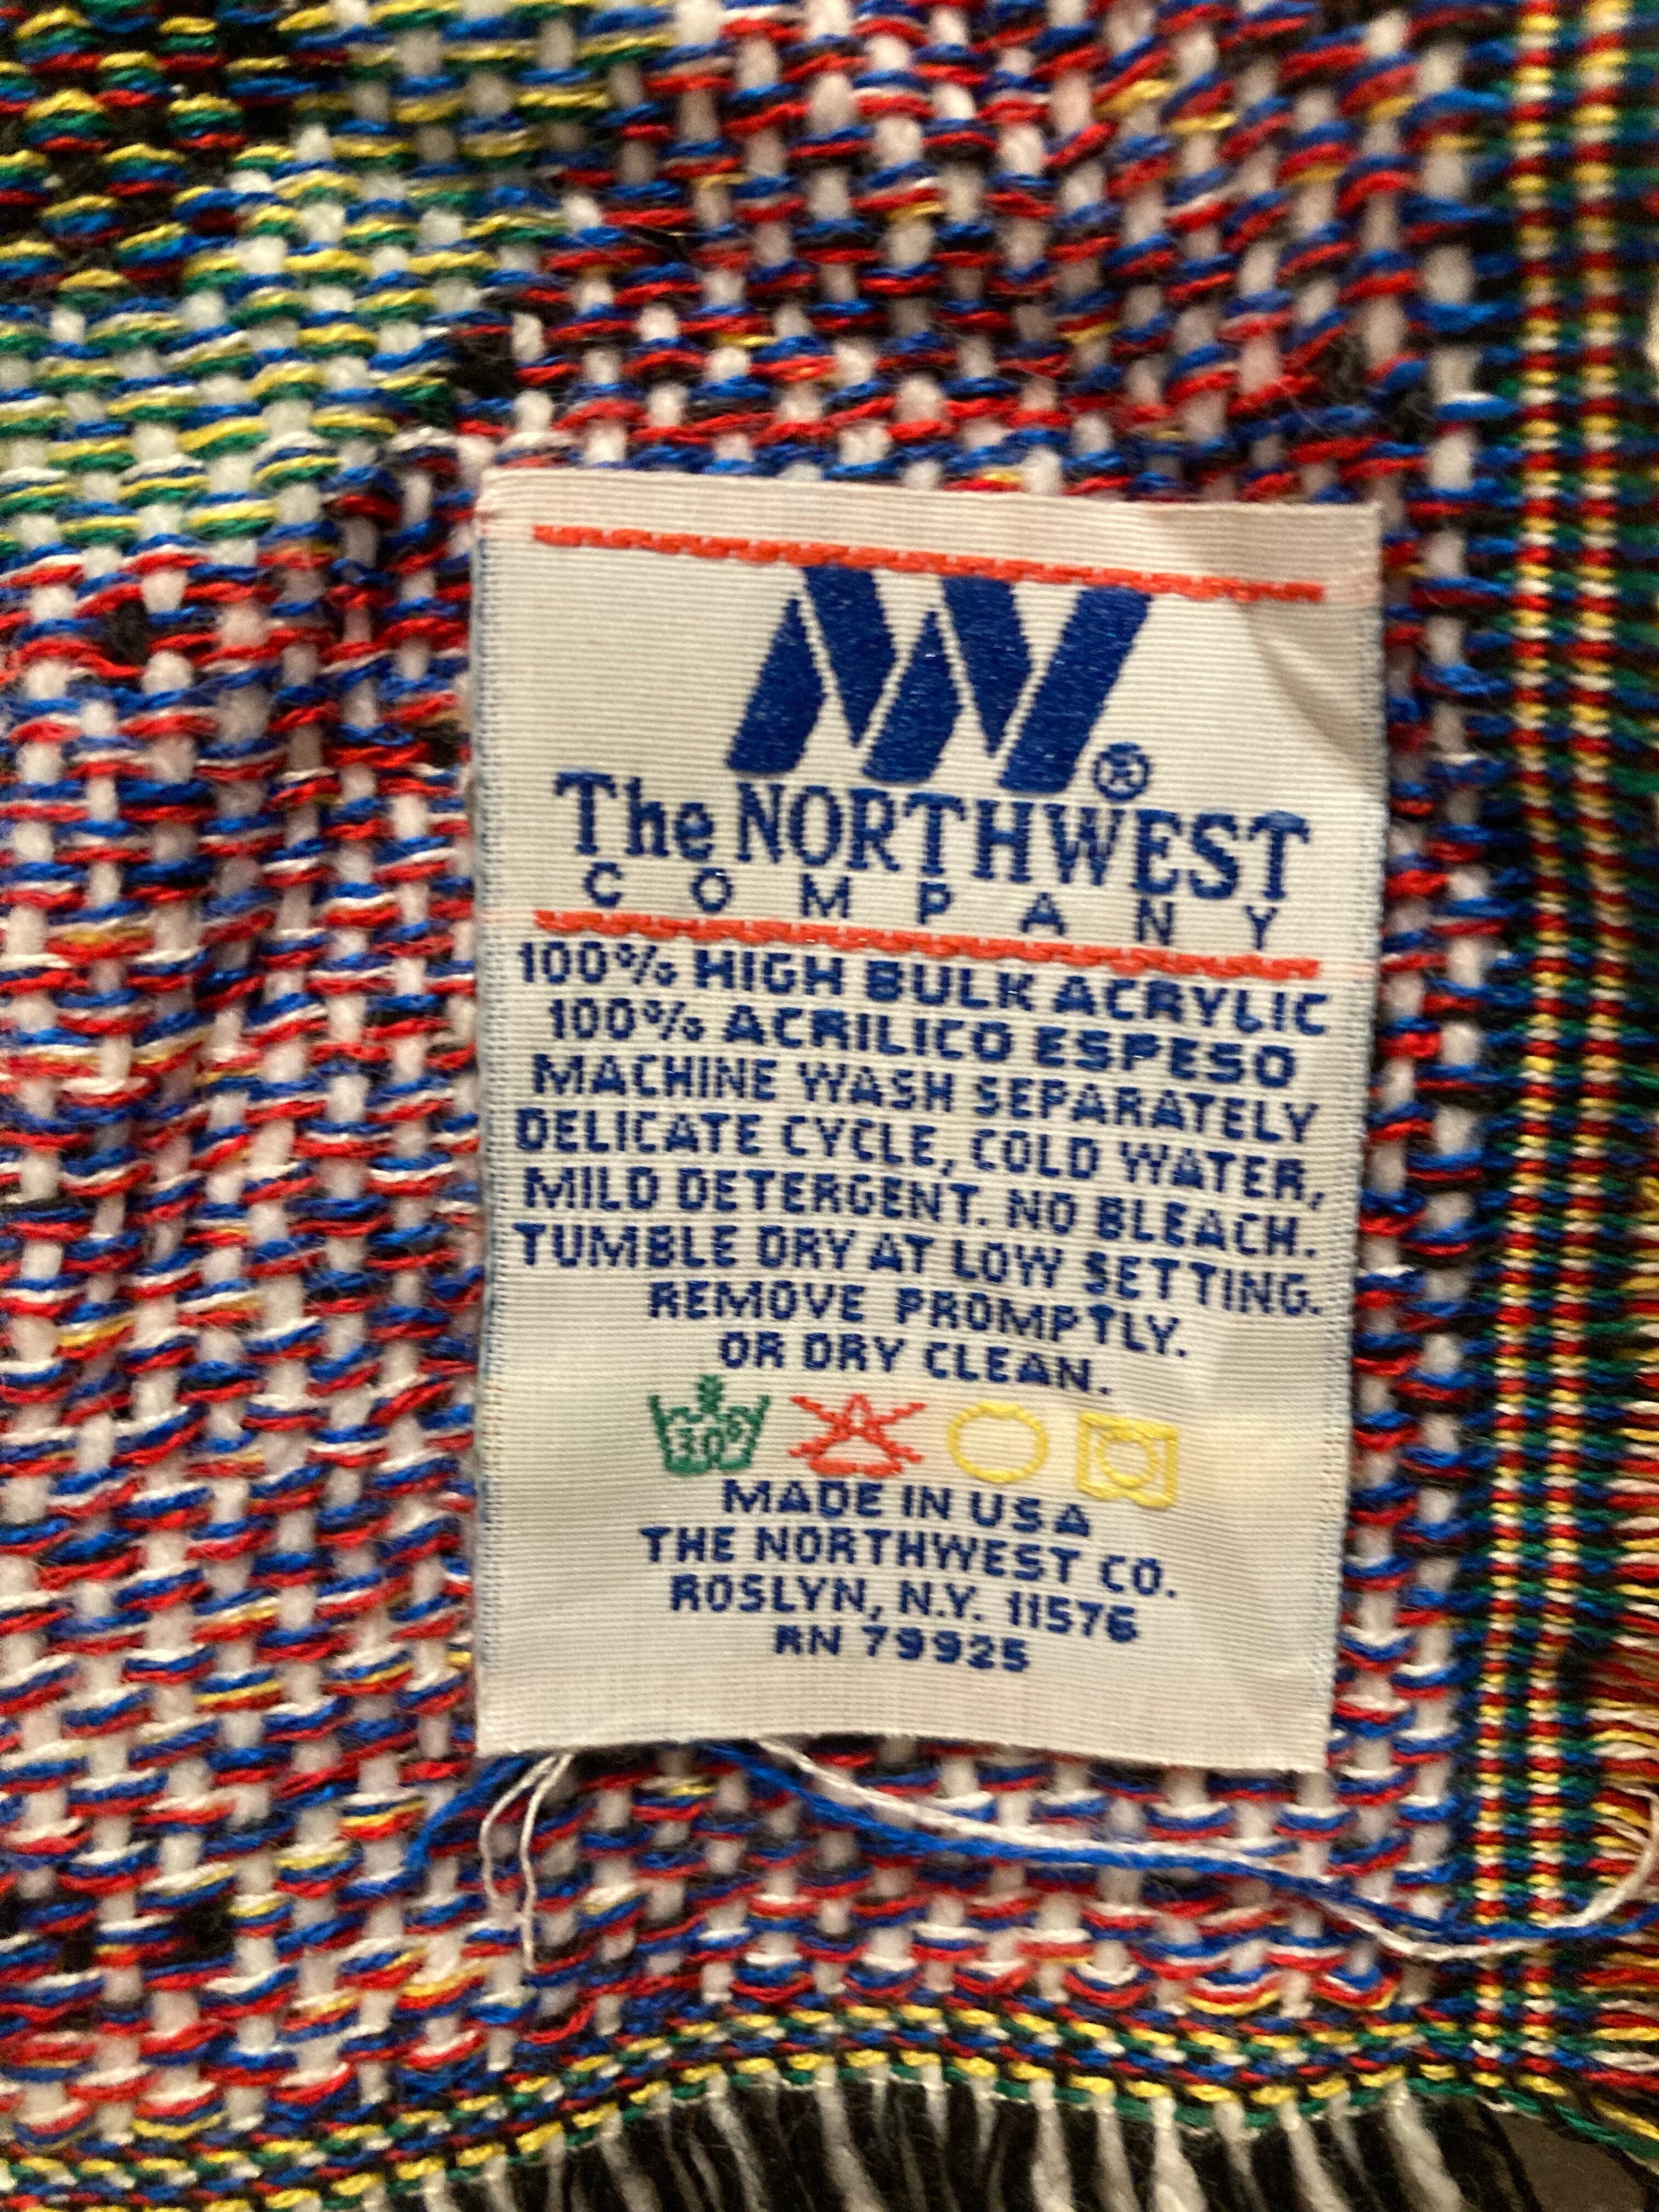 ®
The NORTHWEST
COMPANY
100% HIGH BULK ACRYLIC
100% ACRILICO ESPESO
MACHINE WASH SEPARATELY
DELICATE CYCLE, COLD WATER,
MILD DETERGENT. NO BLEACH.
TUMBLE DRY AT LOW SETTING.
REMOVE PROMPTLY.
OR DRY CLEAN.
30°
MADE IN USA
THE NORTHWEST CO.
ROSLYN, N.Y. 11576
RN 79925